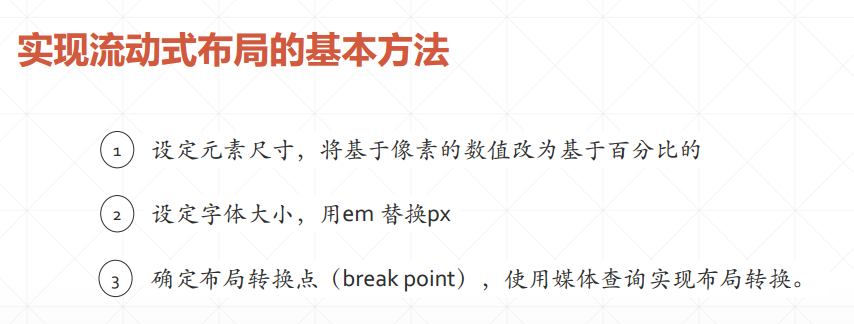 实现流动式布局的基本方法
1 设定元素尺寸，将基于像素的数值改为基于百分比的
2 设定字体大小，用em 替换px
3 确定布局转换点（break point），使用媒体查询实现布局转换。